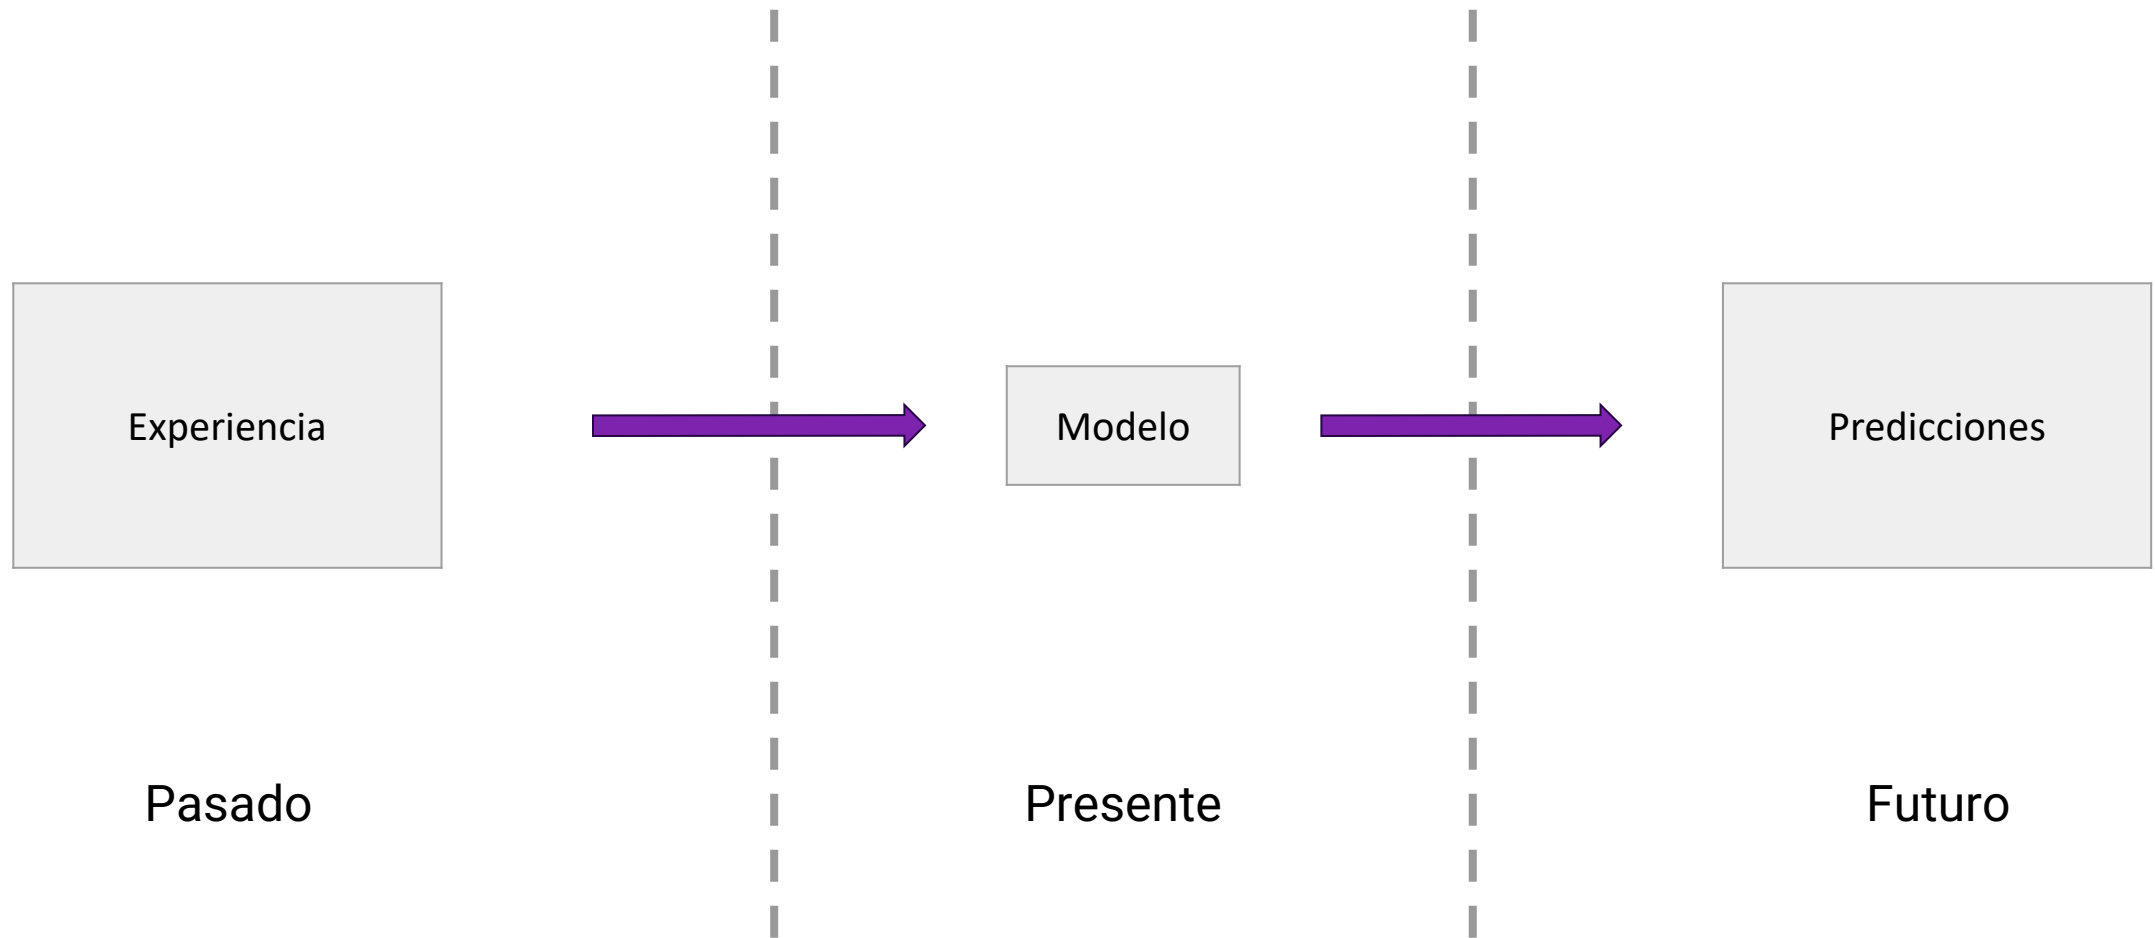 Experiencia
Modelo
Predicciones
Pasado
Presente
Futuro